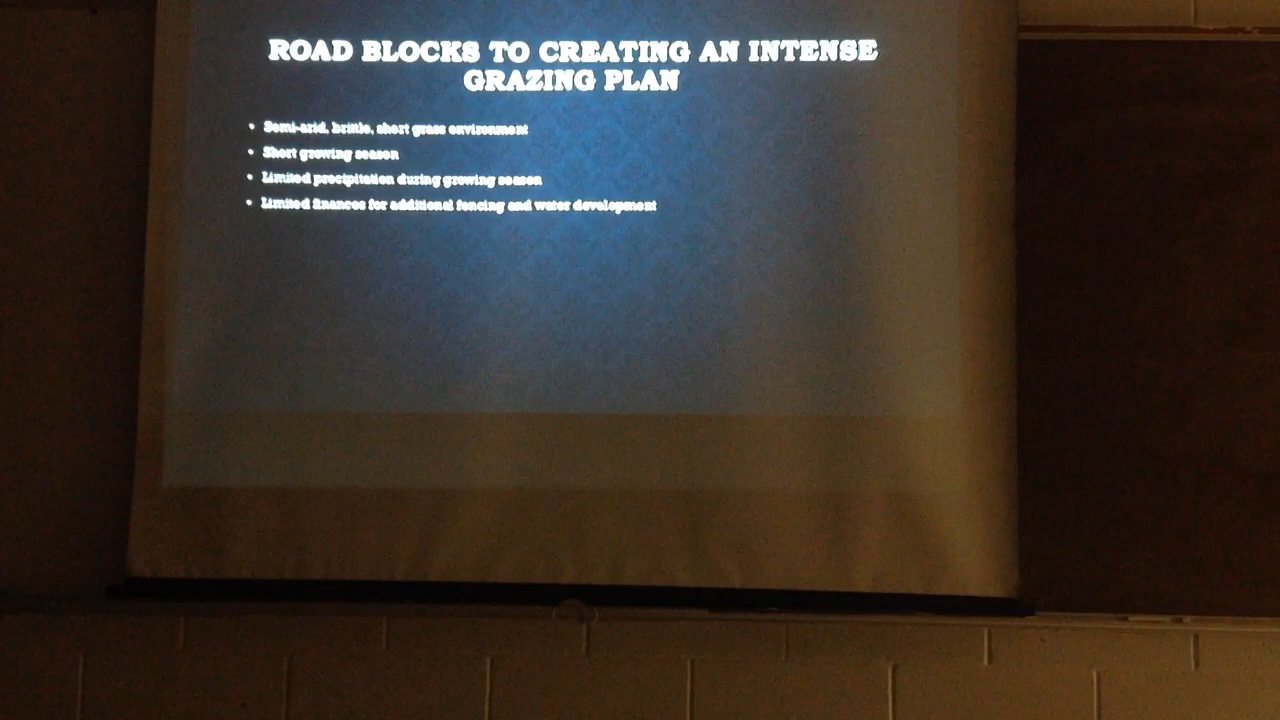 ROAD BLOCKS TO CREATING AN INTENSE
GRAZING PLAN
• Semi-arid, brittle, short grass environment
• Short growing season
• Limited precipitation during growing season
• Limited finances for additional fencing and water development